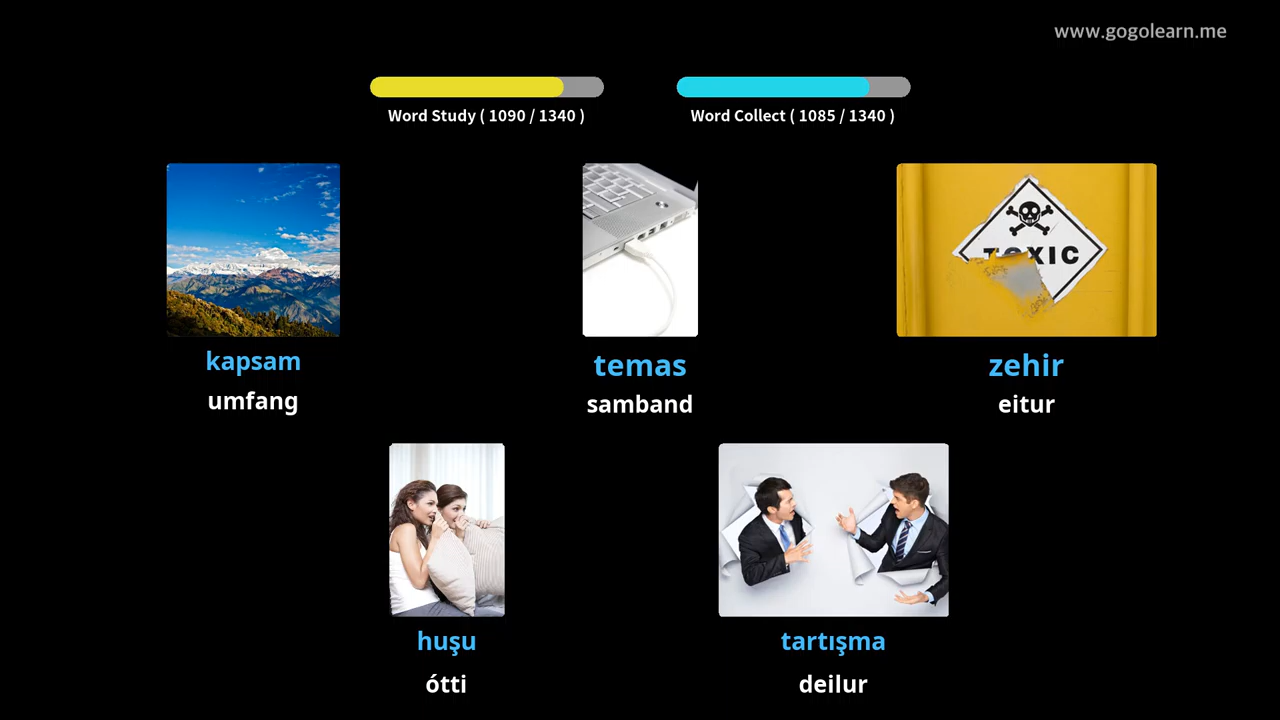 www.gogolearn.me
Word Study ( 1090 / 1340 )
Word Collect ( 1085 / 1340 )
TOXIC
kapsam
umfang
temas
samband
zehir
eitur
huşu
ótti
tartışma
deilur